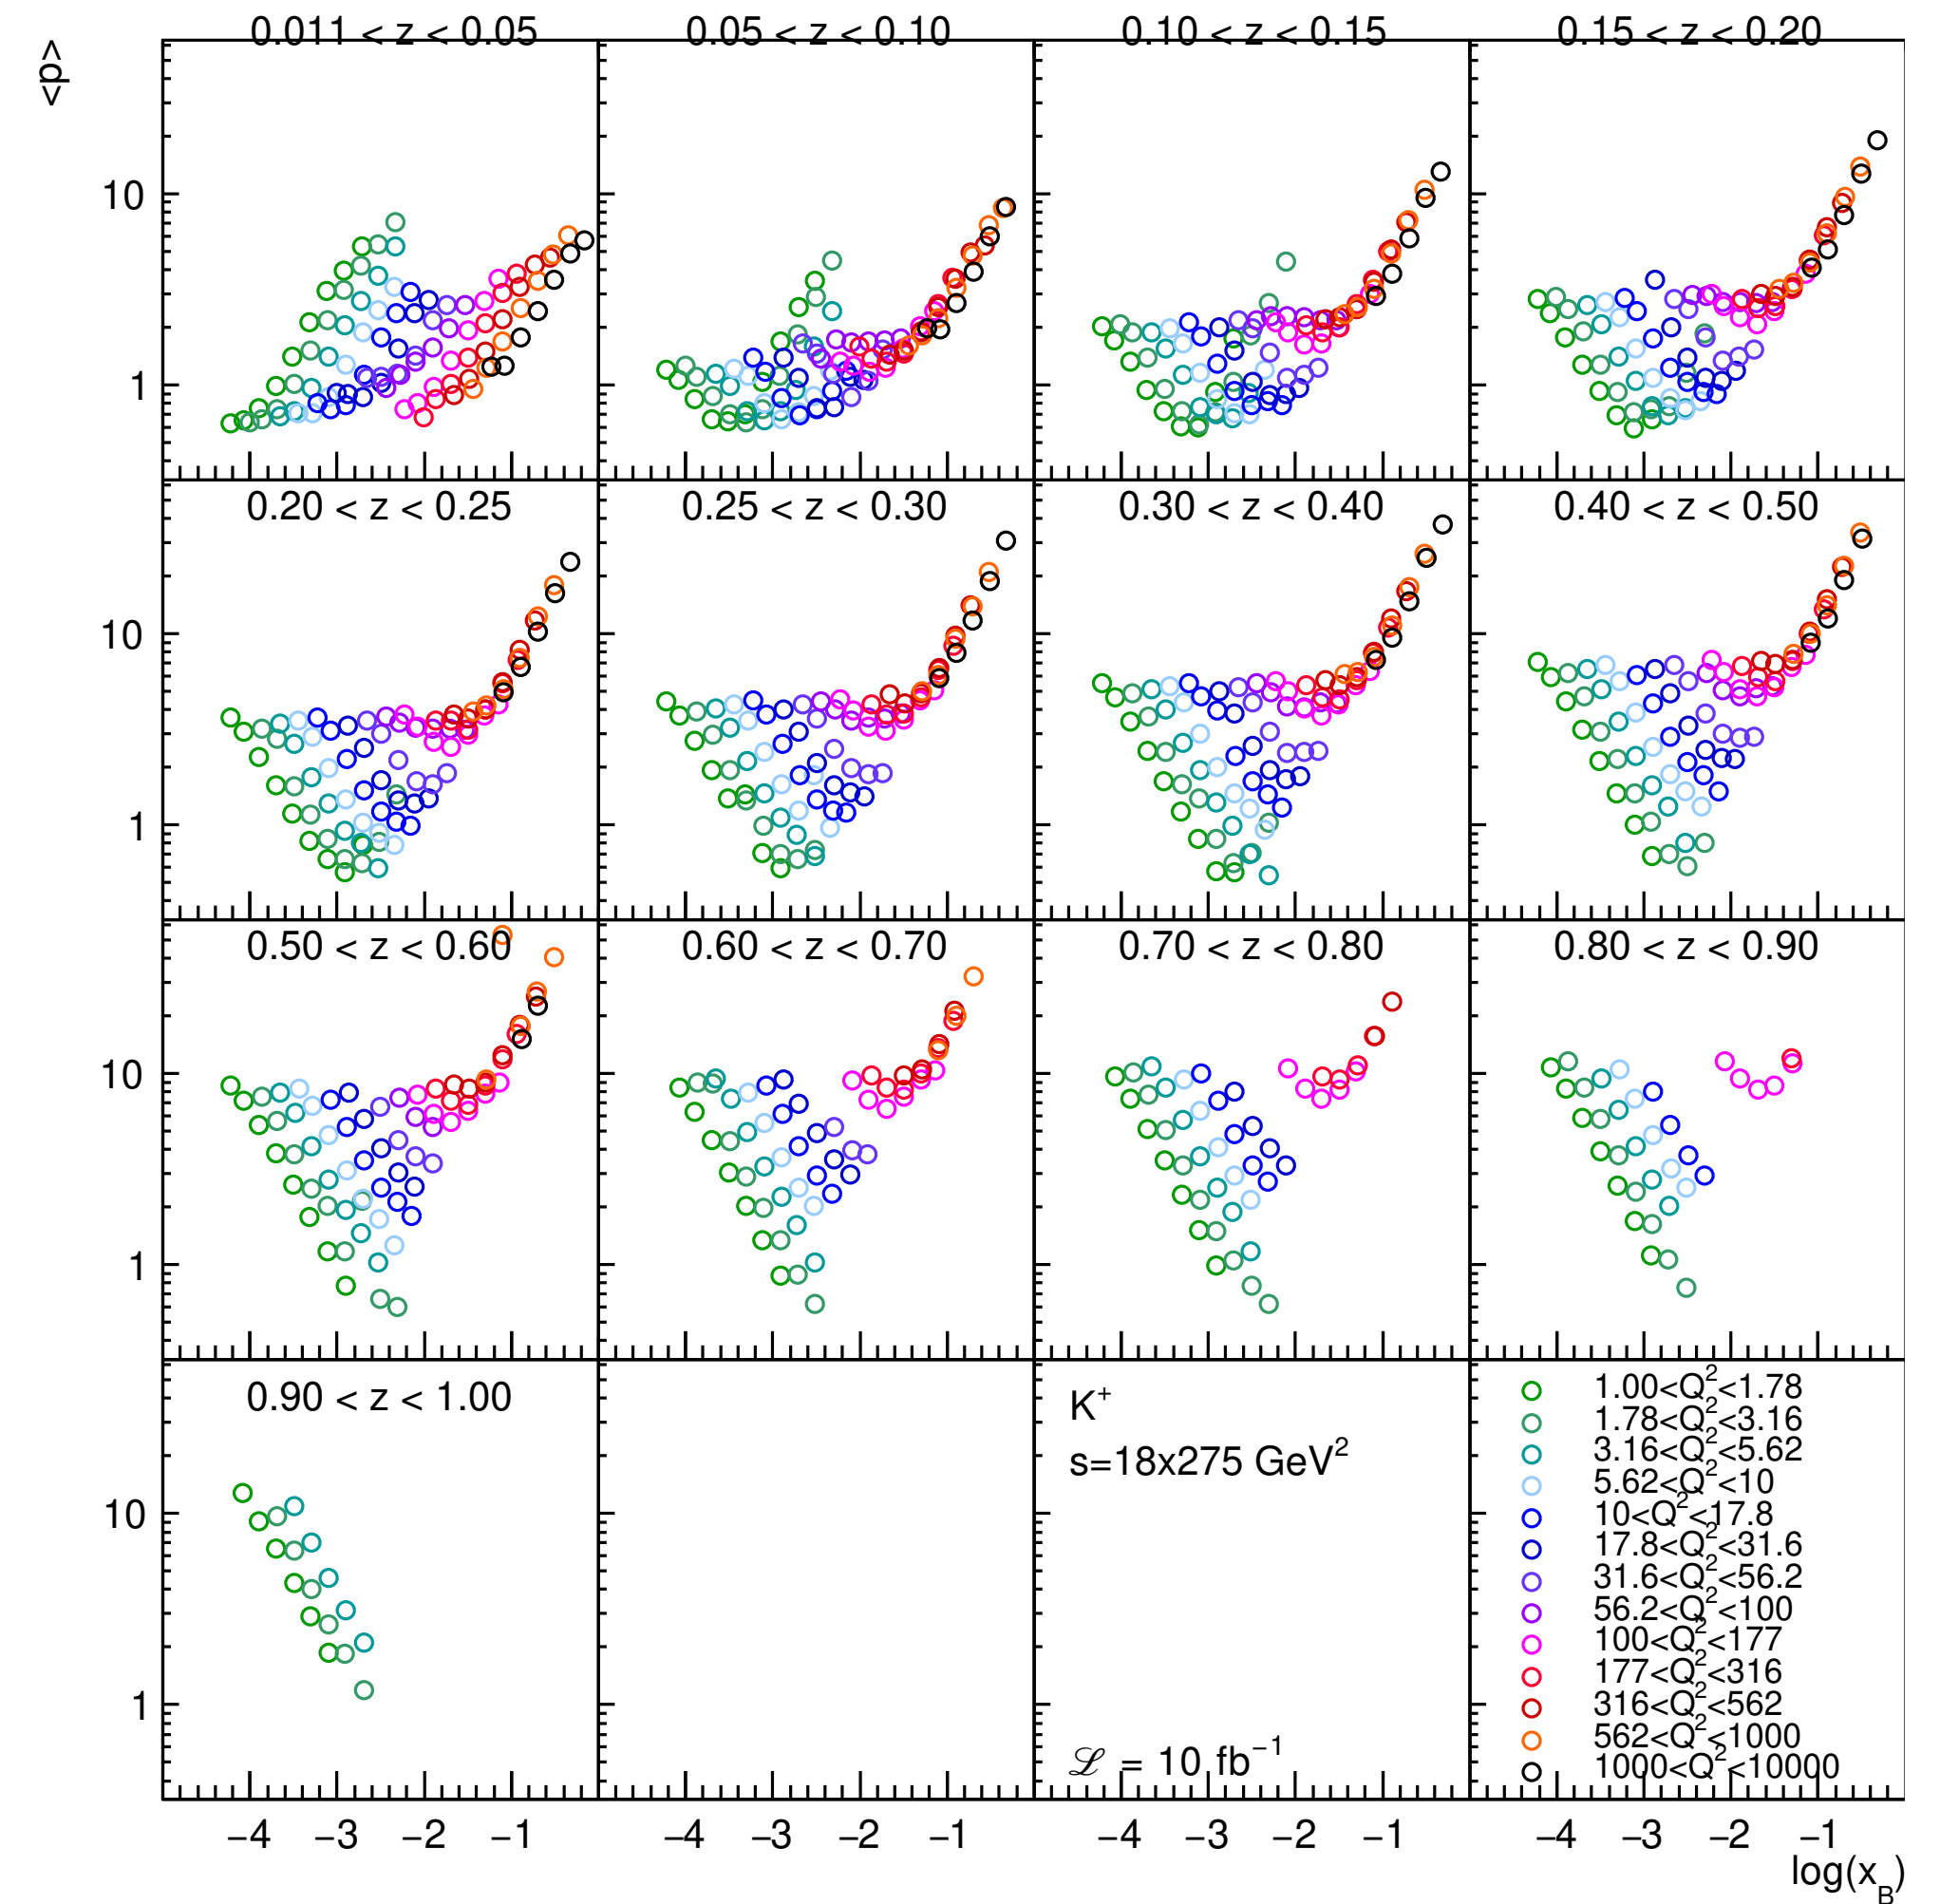 <p>
0.011 < z < 0.05
0.05 < z < 0.10
0.10 < z < 0.15
0.15 < z < 0.20
10
1
0.20 < z < 0.25
0.25 < z < 0.30
0.30 < z < 0.40
0.40 < z < 0.50
10
1
0.50 < z < 0.60
0.60 < z < 0.70
0.70 < z < 0.80
0.80 < z < 0.90
10
1
0.90 < z < 1.00
10
1
K⁺
s=18x275 GeV²
ℒ = 10 fb⁻¹
1.00<Q²<1.78
1.78<Q²<3.16
3.16<Q²<5.62
5.62<Q²<10
10<Q²<17.8
17.8<Q²<31.6
31.6<Q²<56.2
56.2<Q²<100
100<Q²<177
177<Q²<316
316<Q²<562
562<Q²<1000
1000<Q²<10000
−4 −3 −2 −1
−4 −3 −2 −1
−4 −3 −2 −1
−4 −3 −2 −1
log(x_B)